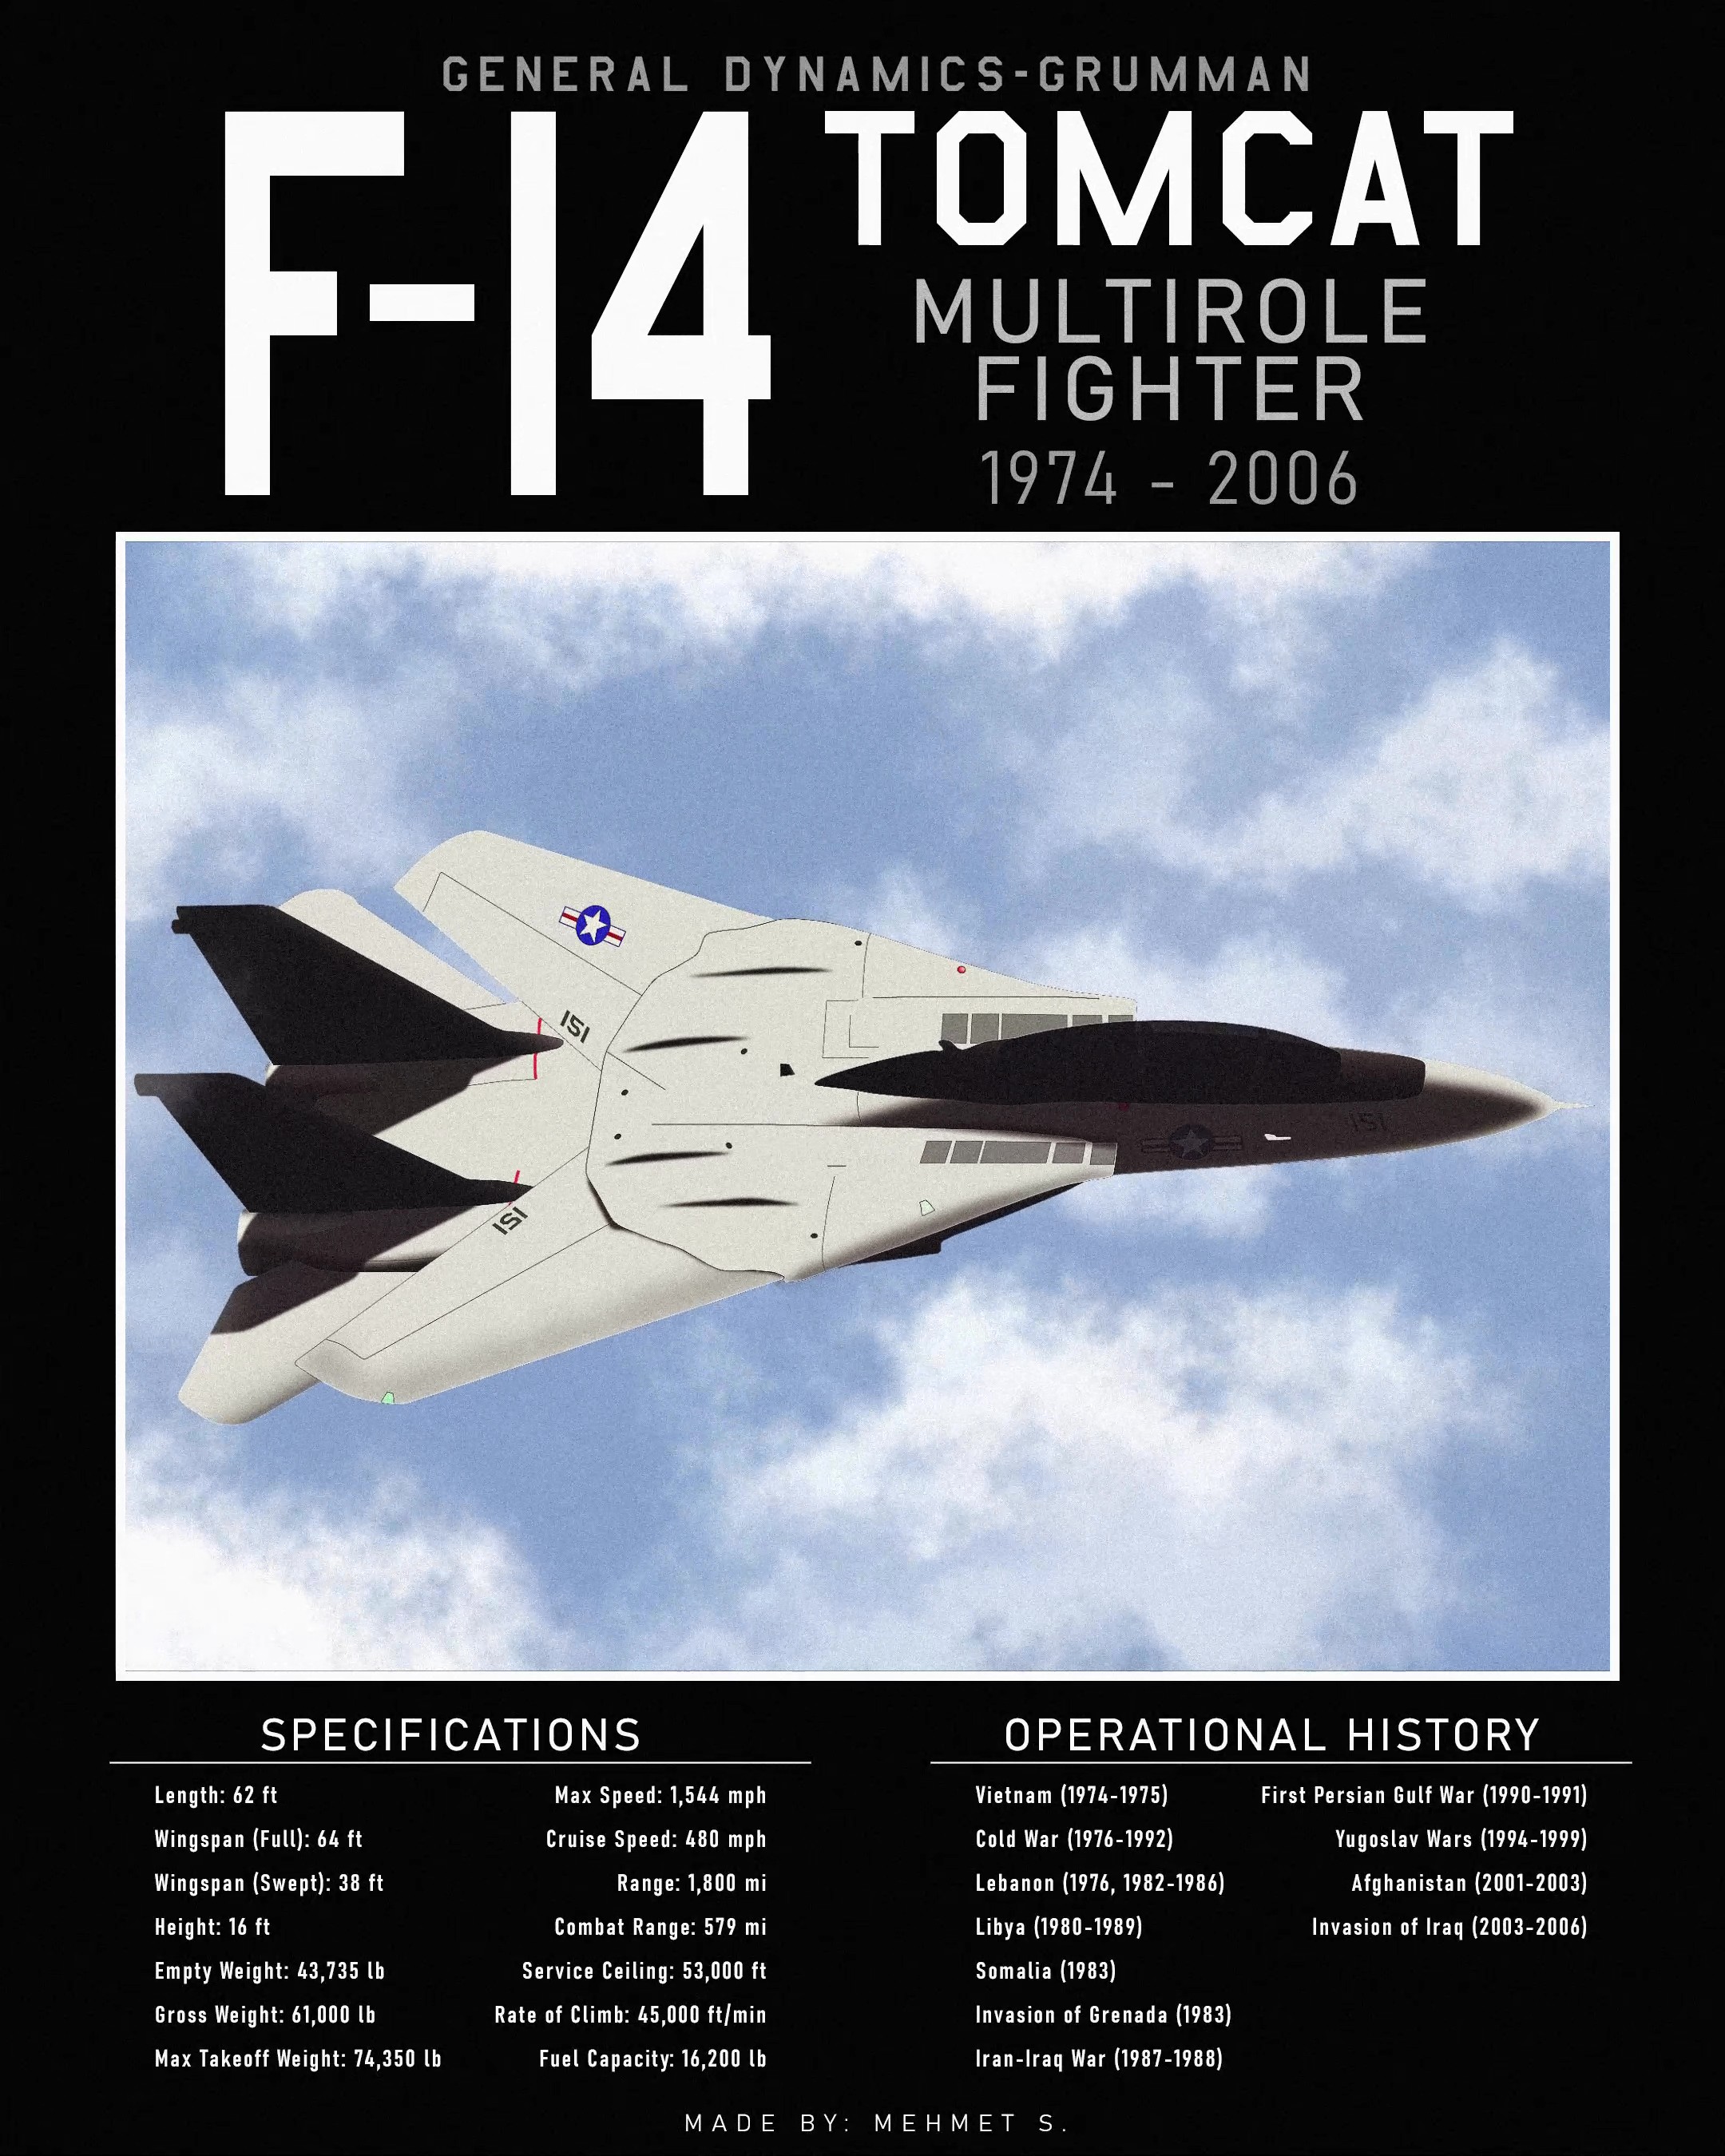 GENERAL DYNAMICS-GRUMMAN
F-14
TOMCAT
MULTIROLE
FIGHTER
1974 - 2006
151
151
151
SPECIFICATIONS
Length: 62 ft
Wingspan (Full): 64 ft
Wingspan (Swept): 38 ft
Height: 16 ft
Empty Weight: 43,735 lb
Gross Weight: 61,000 lb
Max Takeoff Weight: 74,350 lb
Max Speed: 1,544 mph
Cruise Speed: 480 mph
Range: 1,800 mi
Combat Range: 579 mi
Service Ceiling: 53,000 ft
Rate of Climb: 45,000 ft/min
Fuel Capacity: 16,200 lb
OPERATIONAL HISTORY
Vietnam (1974-1975)
Cold War (1976-1992)
Lebanon (1976, 1982-1986)
Libya (1980-1989)
Somalia (1983)
Invasion of Grenada (1983)
Iran-Iraq War (1987-1988)
First Persian Gulf War (1990-1991)
Yugoslav Wars (1994-1999)
Afghanistan (2001-2003)
Invasion of Iraq (2003-2006)
MADE BY: MEHMET S.